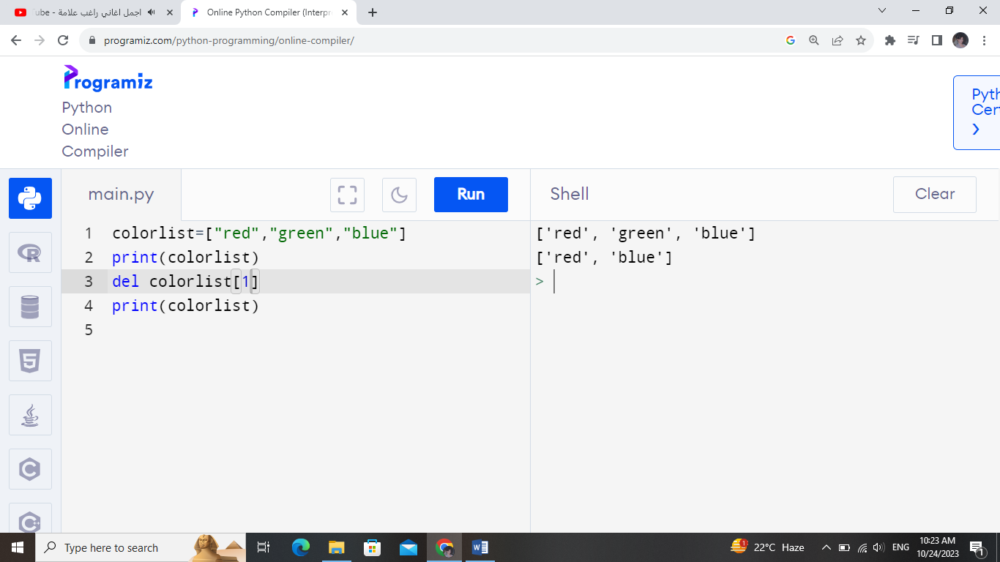 ube - اجمل اغاني راغب علامة
Online Python Compiler (Interpr
programiz.com/python-programming/online-compiler/
Programiz
Python
Online
Compiler
Pyth
Cer
main.py
Run
Shell
Clear
1 colorlist=["red","green","blue"]
2 print(colorlist)
3 del colorlist[1]
4 print(colorlist)
5
['red', 'green', 'blue']
['red', 'blue']
>
Type here to search
1
22°C Haze
ENG
10:23 AM
10/24/2023
1